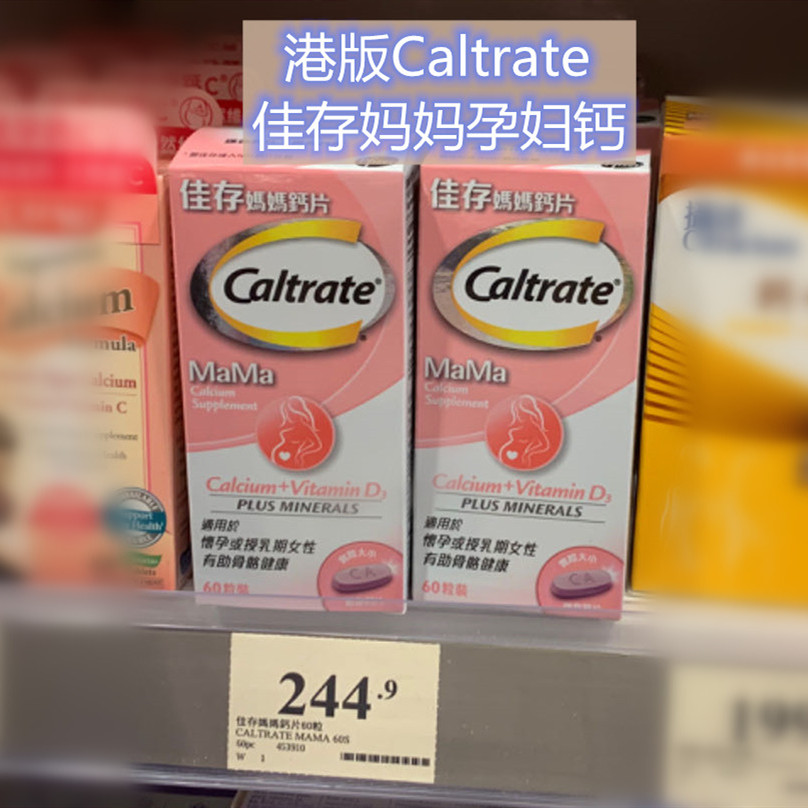 港版Caltrate
佳存妈妈孕妇钙
佳存媽媽鈣片
Caltrate®
MaMa
Calcium
Supplement
Calcium+Vitamin D3
PLUS MINERALS
適用於
懷孕或授乳期女性
有助骨骼健康
60粒裝
CA
佳存媽媽鈣片
Caltrate®
MaMa
Calcium
Supplement
Calcium+Vitamin D3
PLUS MINERALS
適用於
懷孕或授乳期女性
有助骨骼健康
60粒裝
CA
244.9
佳存媽媽鈣片60粒
CALTRATE MAMA 60S
60pc 453910
W 1